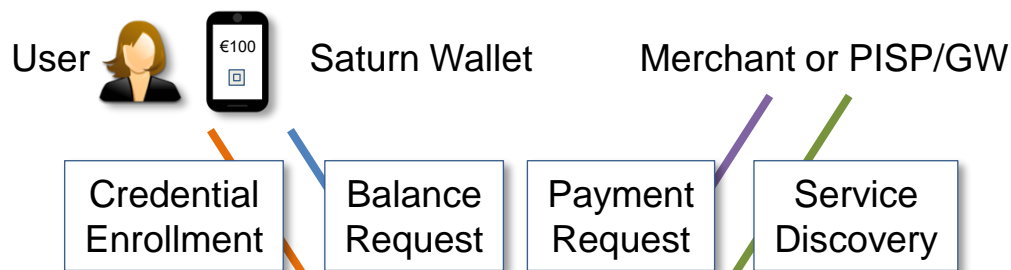 User
€100
Saturn Wallet
Merchant or PISP/GW
Credential
Enrollment
Balance
Request
Payment
Request
Service
Discovery